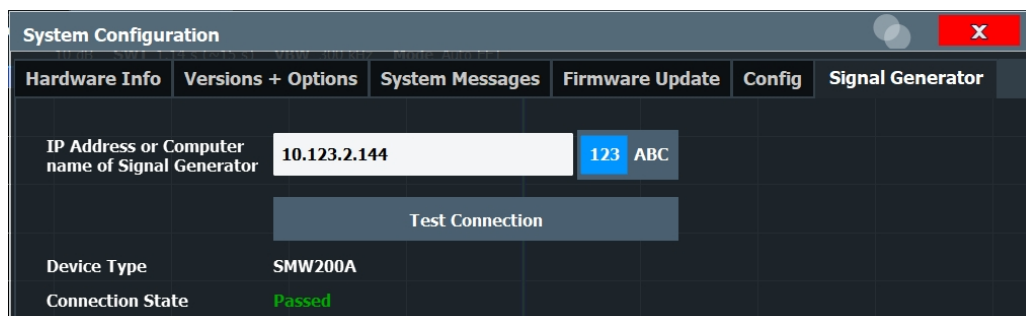 System Configuration
X
Hardware Info Versions + Options System Messages Firmware Update Config Signal Generator
IP Address or Computer
name of Signal Generator
10.123.2.144
123 ABC
Test Connection
Device Type SMW200A
Connection State Passed